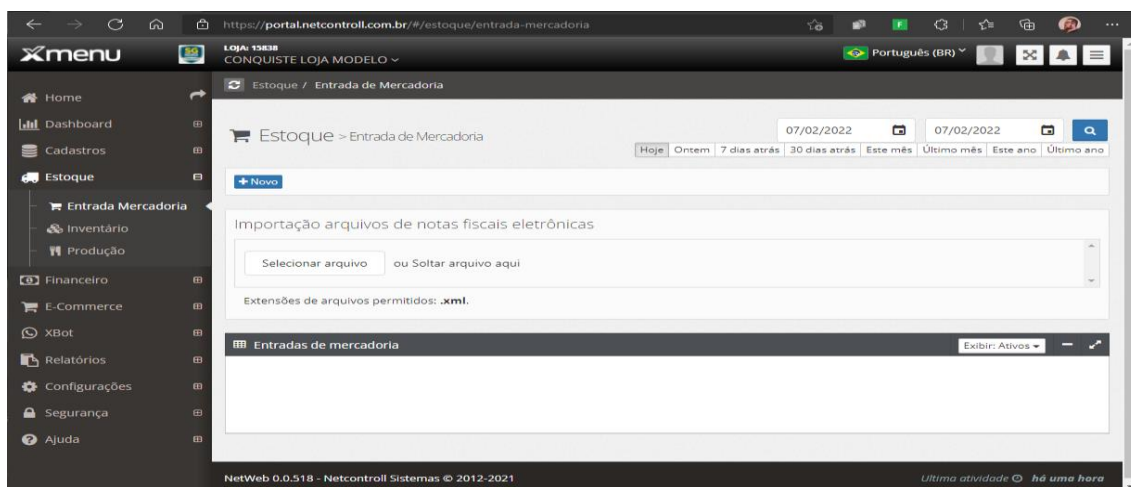 https://portal.netcontroll.com.br/#/estoque/entrada-mercadoria
Xmenu
LOJA: 15838
CONQUISTE LOJA MODELO
Português (BR)
Home
Dashboard
Cadastros
Estoque
Entrada Mercadoria
Inventário
Produção
Financeiro
E-Commerce
XBot
Relatórios
Configurações
Segurança
Ajuda
Estoque / Entrada de Mercadoria
Estoque > Entrada de Mercadoria
07/02/2022 07/02/2022
Hoje Ontem 7 dias atrás 30 dias atrás Este mês Último mês Este ano Último ano
+ Novo
Importação arquivos de notas fiscais eletrônicas
Selecionar arquivo ou Soltar arquivo aqui
Extensões de arquivos permitidos: .xml.
Entradas de mercadoria
Exibir: Ativos
NetWeb 0.0.518 - Netcontroll Sistemas © 2012-2021
Ultima atividade há uma hora